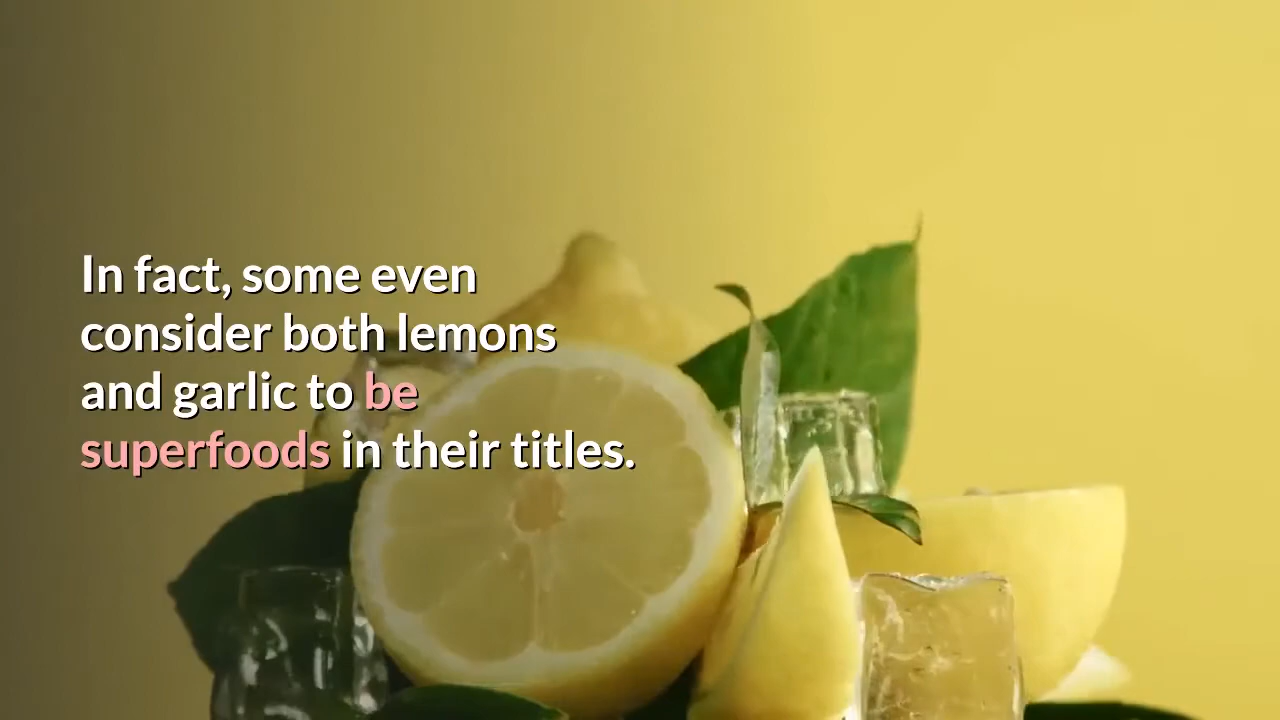 In fact, some even
consider both lemons
and garlic to be
superfoods in their titles.